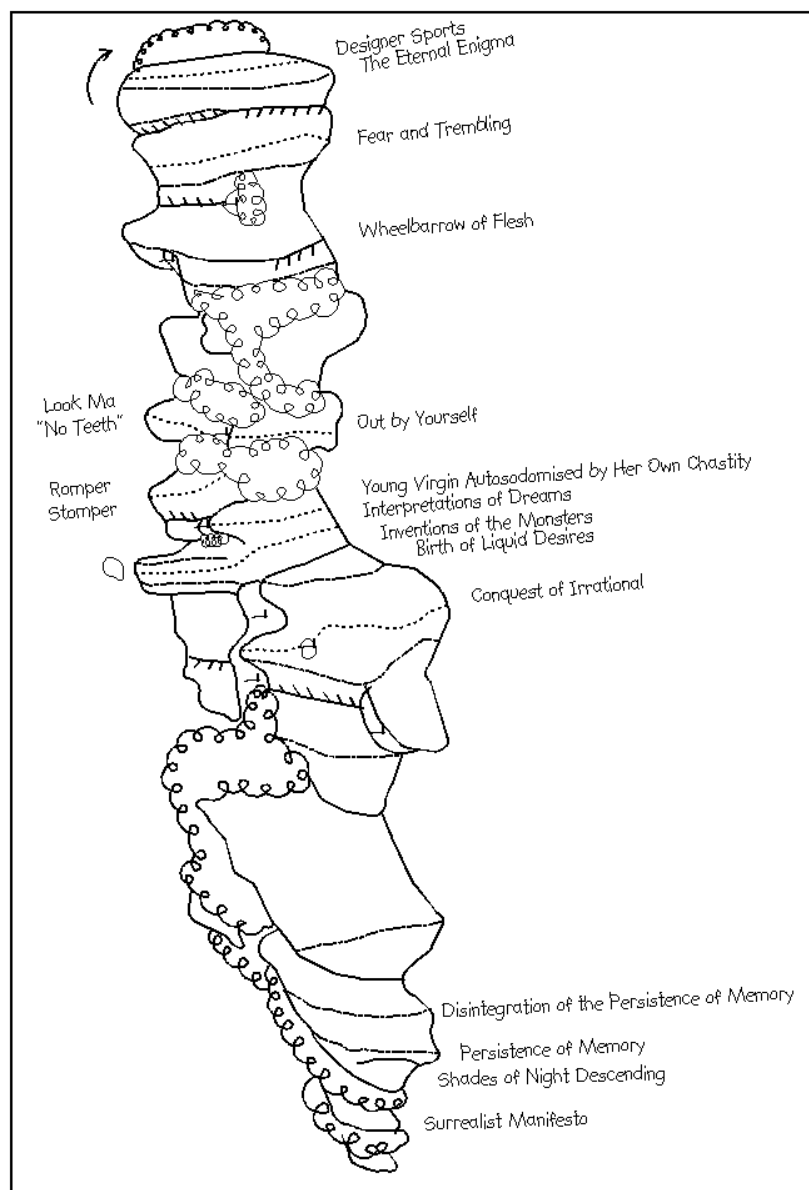 Designer Sports
The Eternal Enigma
Fear and Trembling
Wheelbarrow of Flesh
Look Ma
"No Teeth"
Out by Yourself
Romper
Stomper
Young Virgin Autosodomised by Her Own Chastity
Interpretations of Dreams
Inventions of the Monsters
Birth of Liquid Desires
Conquest of Irrational
Disintegration of the Persistence of Memory
Persistence of Memory
Shades of Night Descending
Surrealist Manifesto